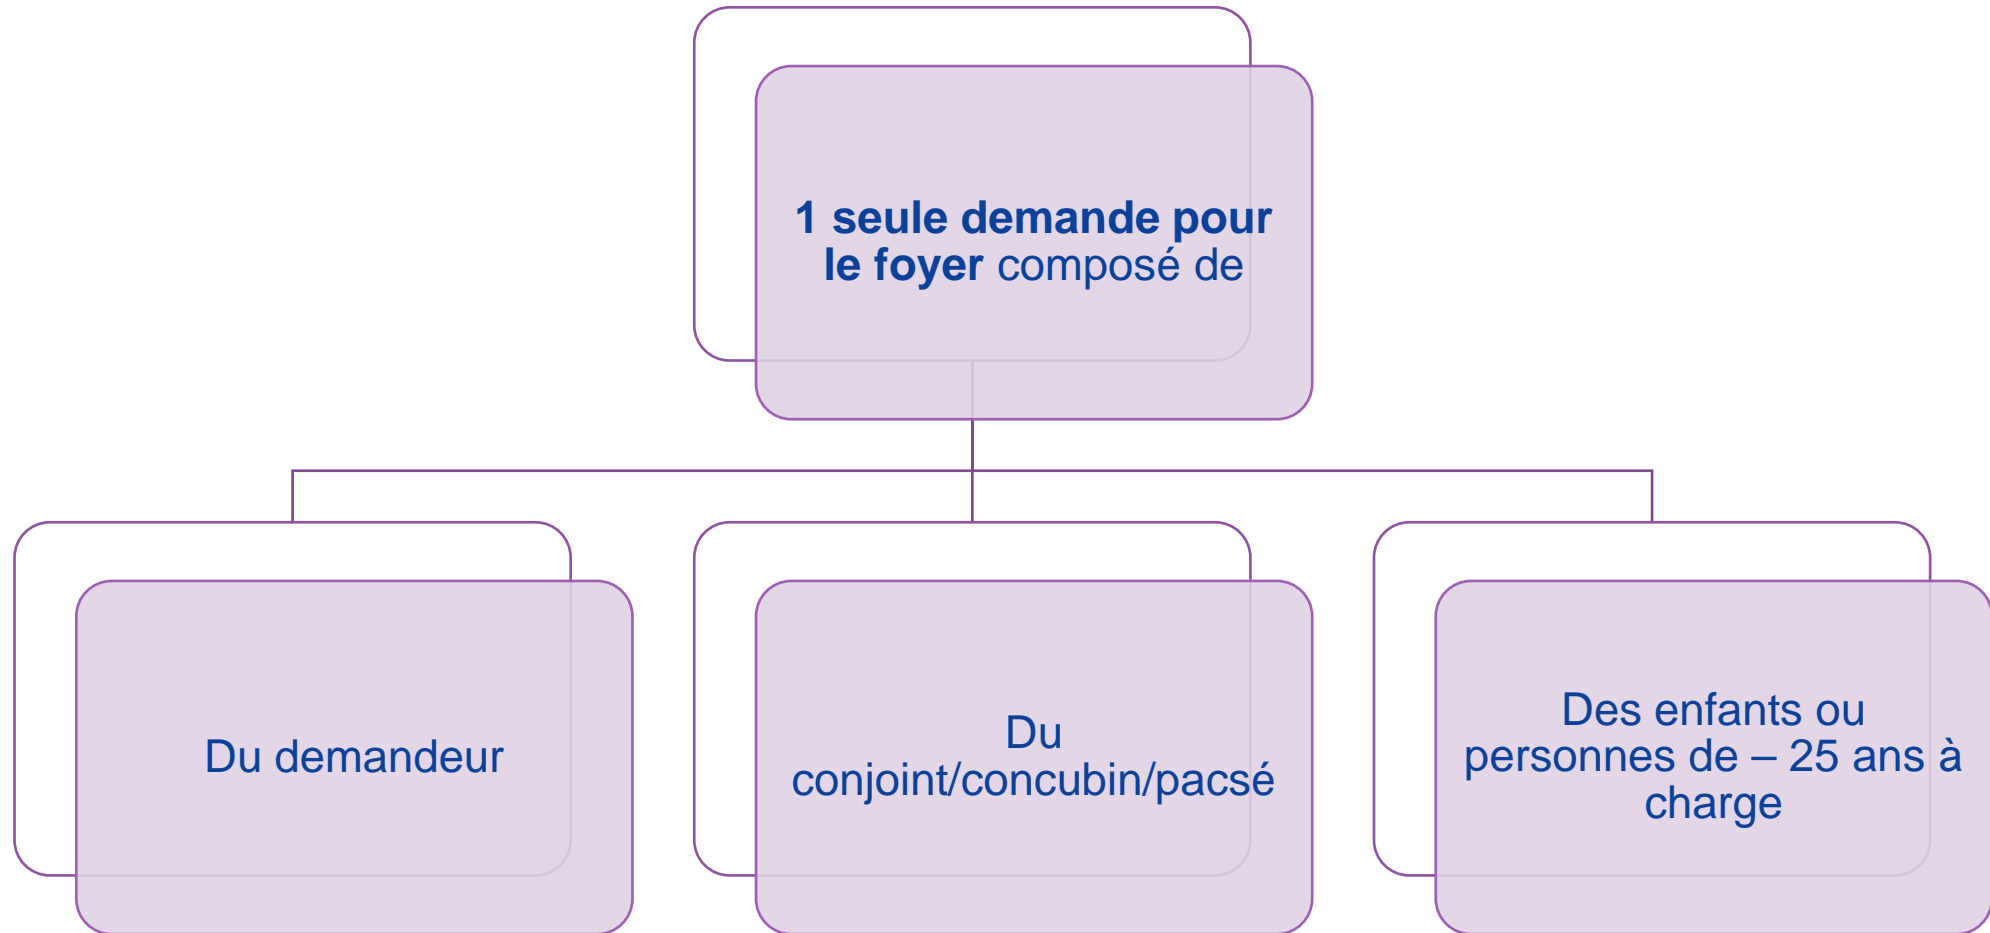 1 seule demande pour
le foyer composé de
Du demandeur
Du
conjoint/concubin/pacsé
Des enfants ou
personnes de – 25 ans à
charge